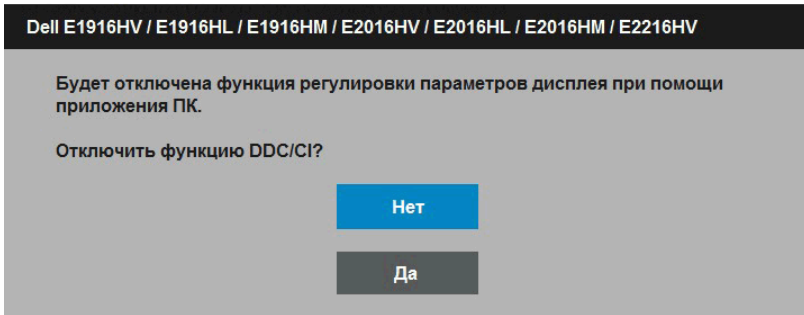 Dell E1916HV / E1916HL / E1916HM / E2016HV / E2016HL / E2016HM / E2216HV
Будет отключена функция регулировки параметров дисплея при помощи
приложения ПК.
Отключить функцию DDC/CI?
Нет
Да